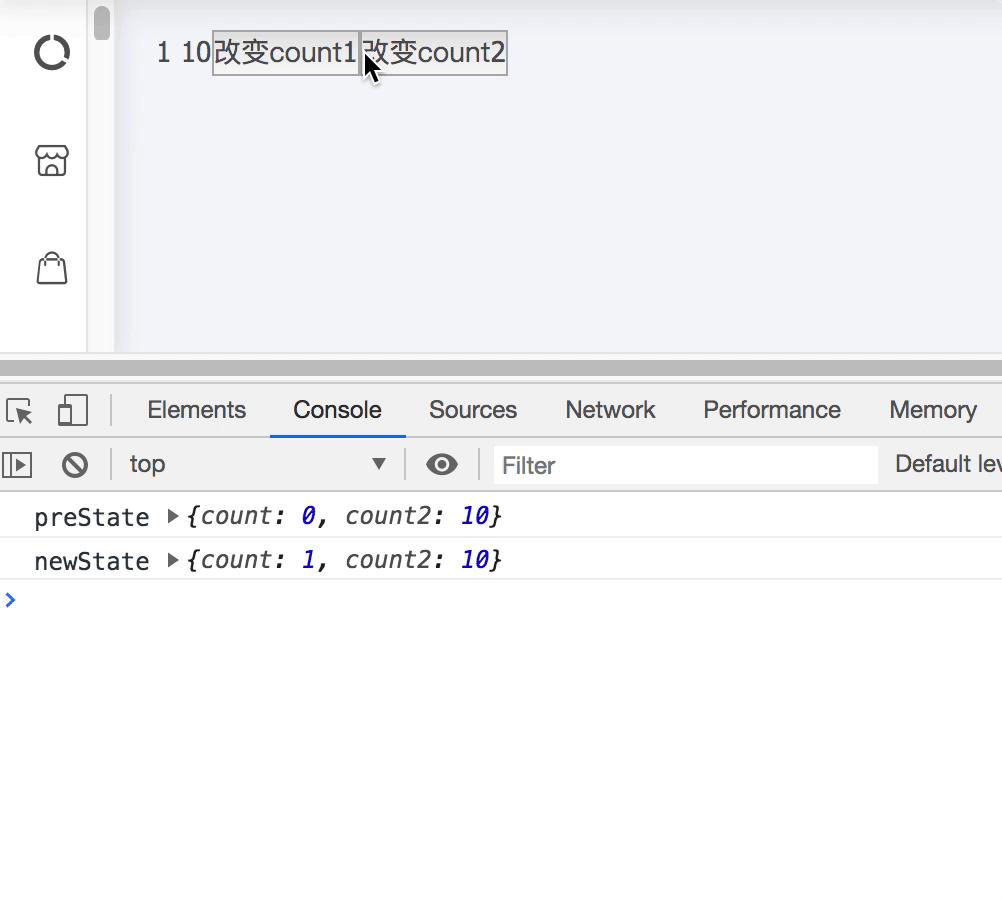 1 10改变count1改变count2
Elements Console Sources Network Performance Memory
top Filter Default lev
preState {count: 0, count2: 10}
newState {count: 1, count2: 10}